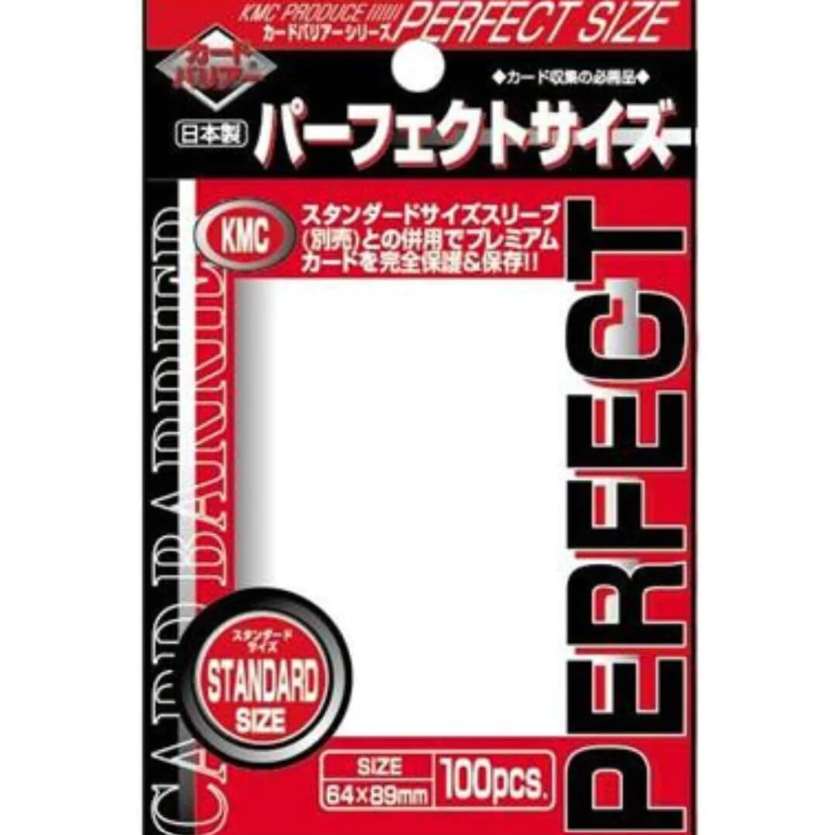 KMC PRODUCE //////
カードバリアーシリーズ
PERFECT SIZE
カード
バリアー
◆カード収集の必需品◆
日本製
パーフェクトサイズ
KMC
スタンダードサイズスリーブ
(別売)との併用でプレミアム
カードを完全保護&保存!!
CARD BARRIER
PERFECT
スタンダード
サイズ
STANDARD
SIZE
SIZE
64×89mm
100pcs.